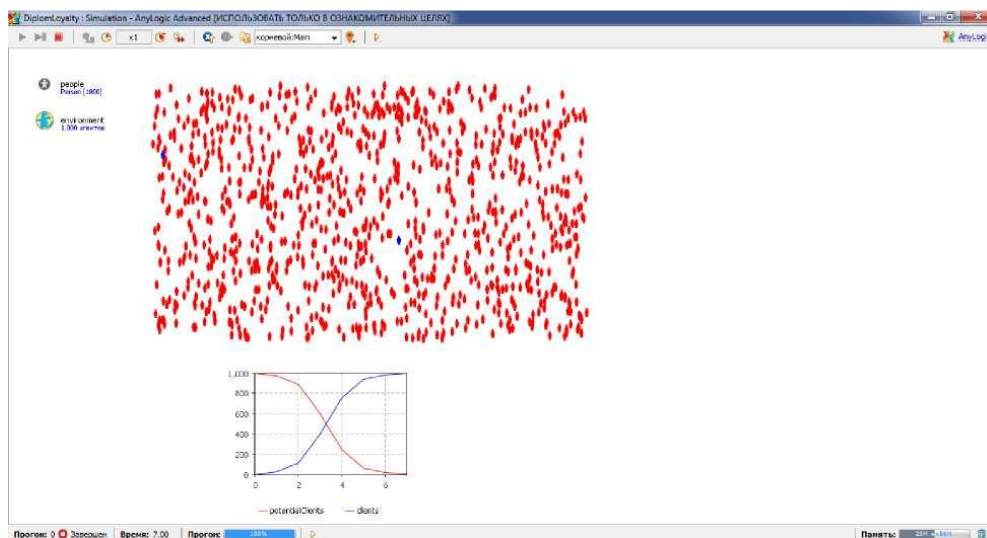 DiplomLoyalty : Simulation - AnyLogic Advanced [ИСПОЛЬЗОВАТЬ ТОЛЬКО В ОЗНАКОМИТЕЛЬНЫХ ЦЕЛЯХ]
x1 корневой:Main AnyLogi
people
Person [1000]
environment
1.000 агентов
1,000
800
600
400
200
0
0 2 4 6
potentialClients clients
Прогон: 0 Завершен Время: 7.00 Прогон: 100% Память: